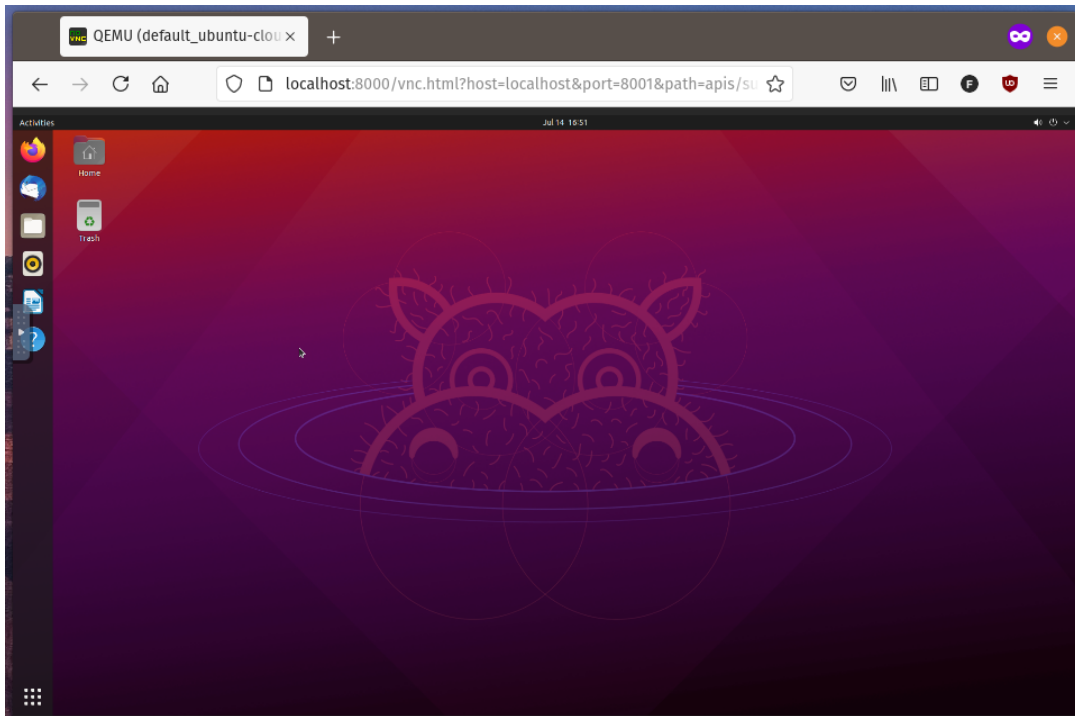 QEMU (default_ubuntu-clou
localhost:8000/vnc.html?host=localhost&port=8001&path=apis/su
Activities
Jul 14 16:51
Home
Trash